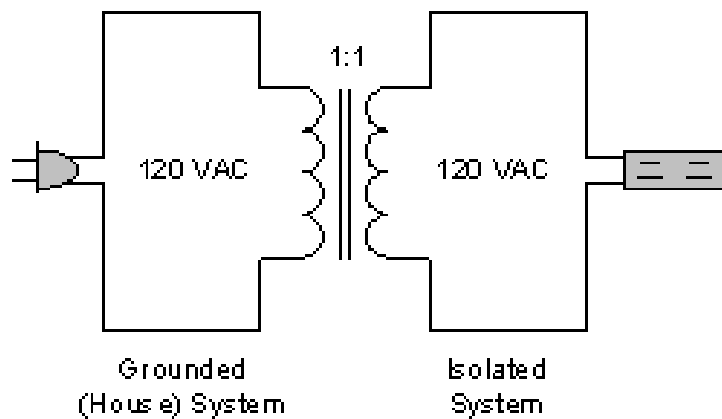 1:1
120 VAC
120 VAC
Grounded
(House) System
Isolated
System